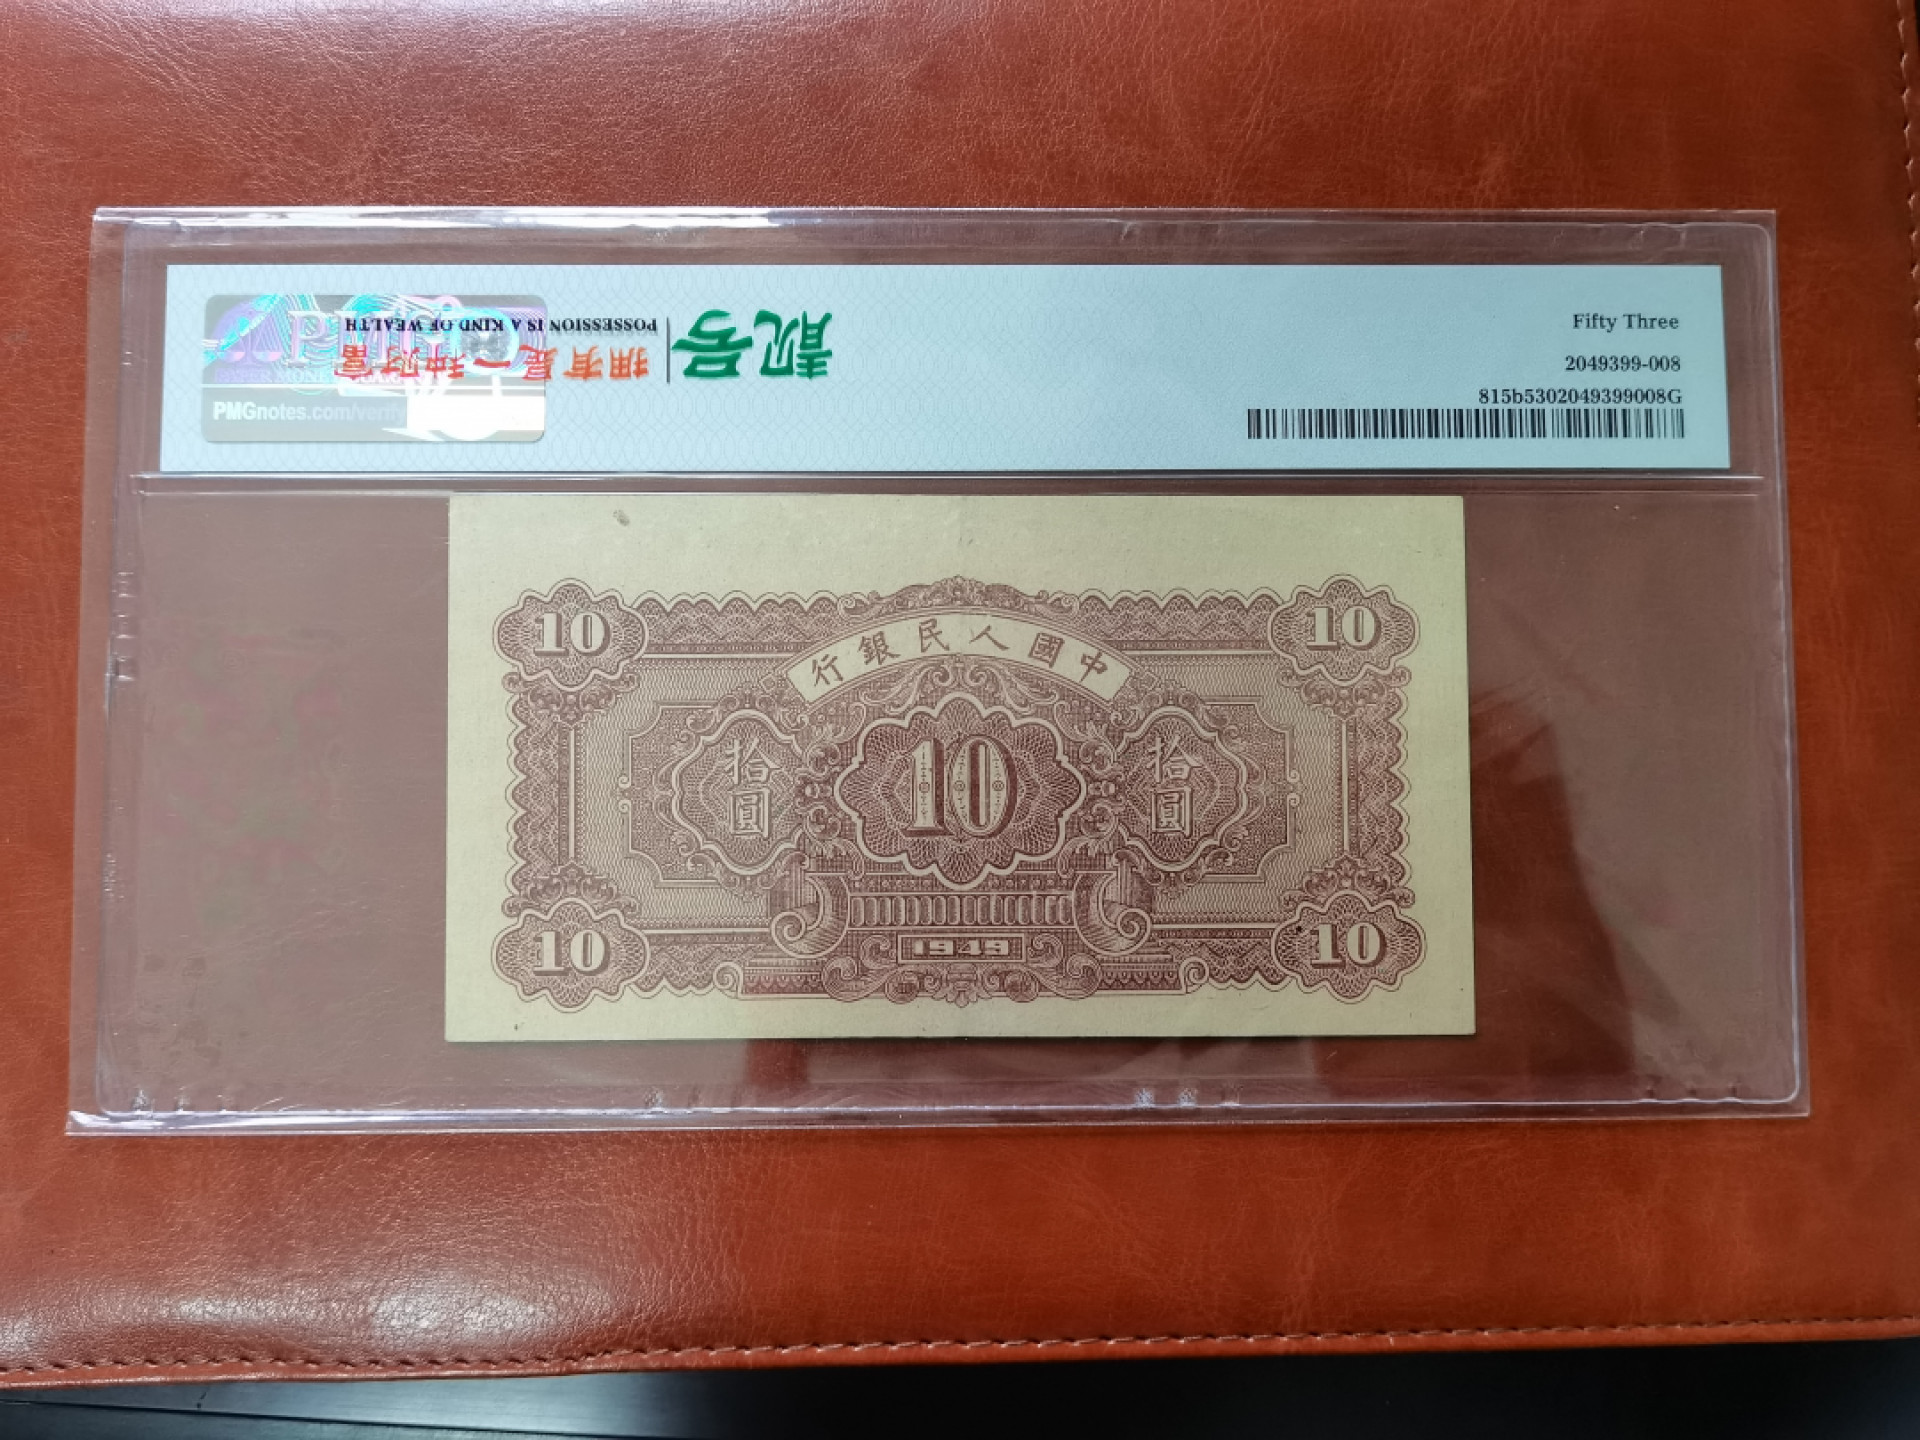 POSSESSION IS A KIND OF WEALTH
拥有是一种财富
靓号
PMG
PAPER MONEY
PMGnotes.com/verify
Fifty Three
2049399-008
815b5302049399008G
行銀民人國中
10
10
拾圓
10
拾圓
1949
10
10